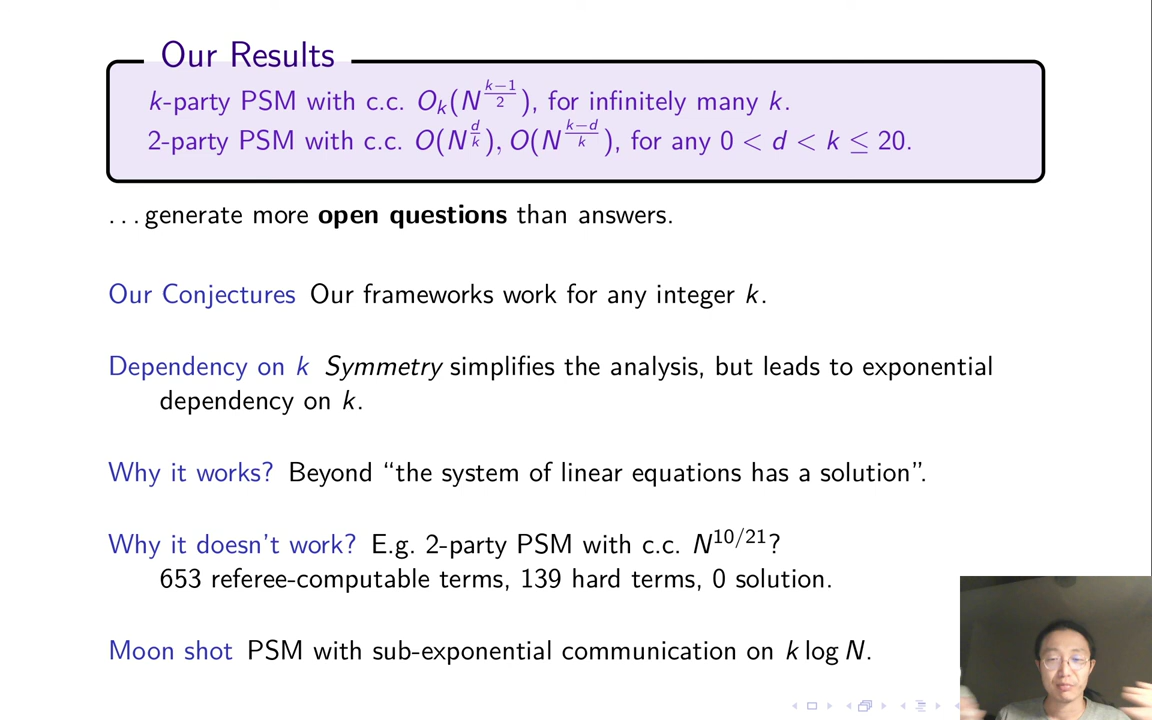 Our Results
k-party PSM with c.c. O_k(N^{\frac{k-1}{2}}), for infinitely many k.
2-party PSM with c.c. O(N^{\frac{d}{k}}), O(N^{\frac{k-d}{k}}), for any 0 < d < k ≤ 20.
. . . generate more open questions than answers.
Our Conjectures Our frameworks work for any integer k.
Dependency on k Symmetry simplifies the analysis, but leads to exponential
dependency on k.
Why it works? Beyond “the system of linear equations has a solution”.
Why it doesn’t work? E.g. 2-party PSM with c.c. N^{10/21}?
653 referee-computable terms, 139 hard terms, 0 solution.
Moon shot PSM with sub-exponential communication on k log N.